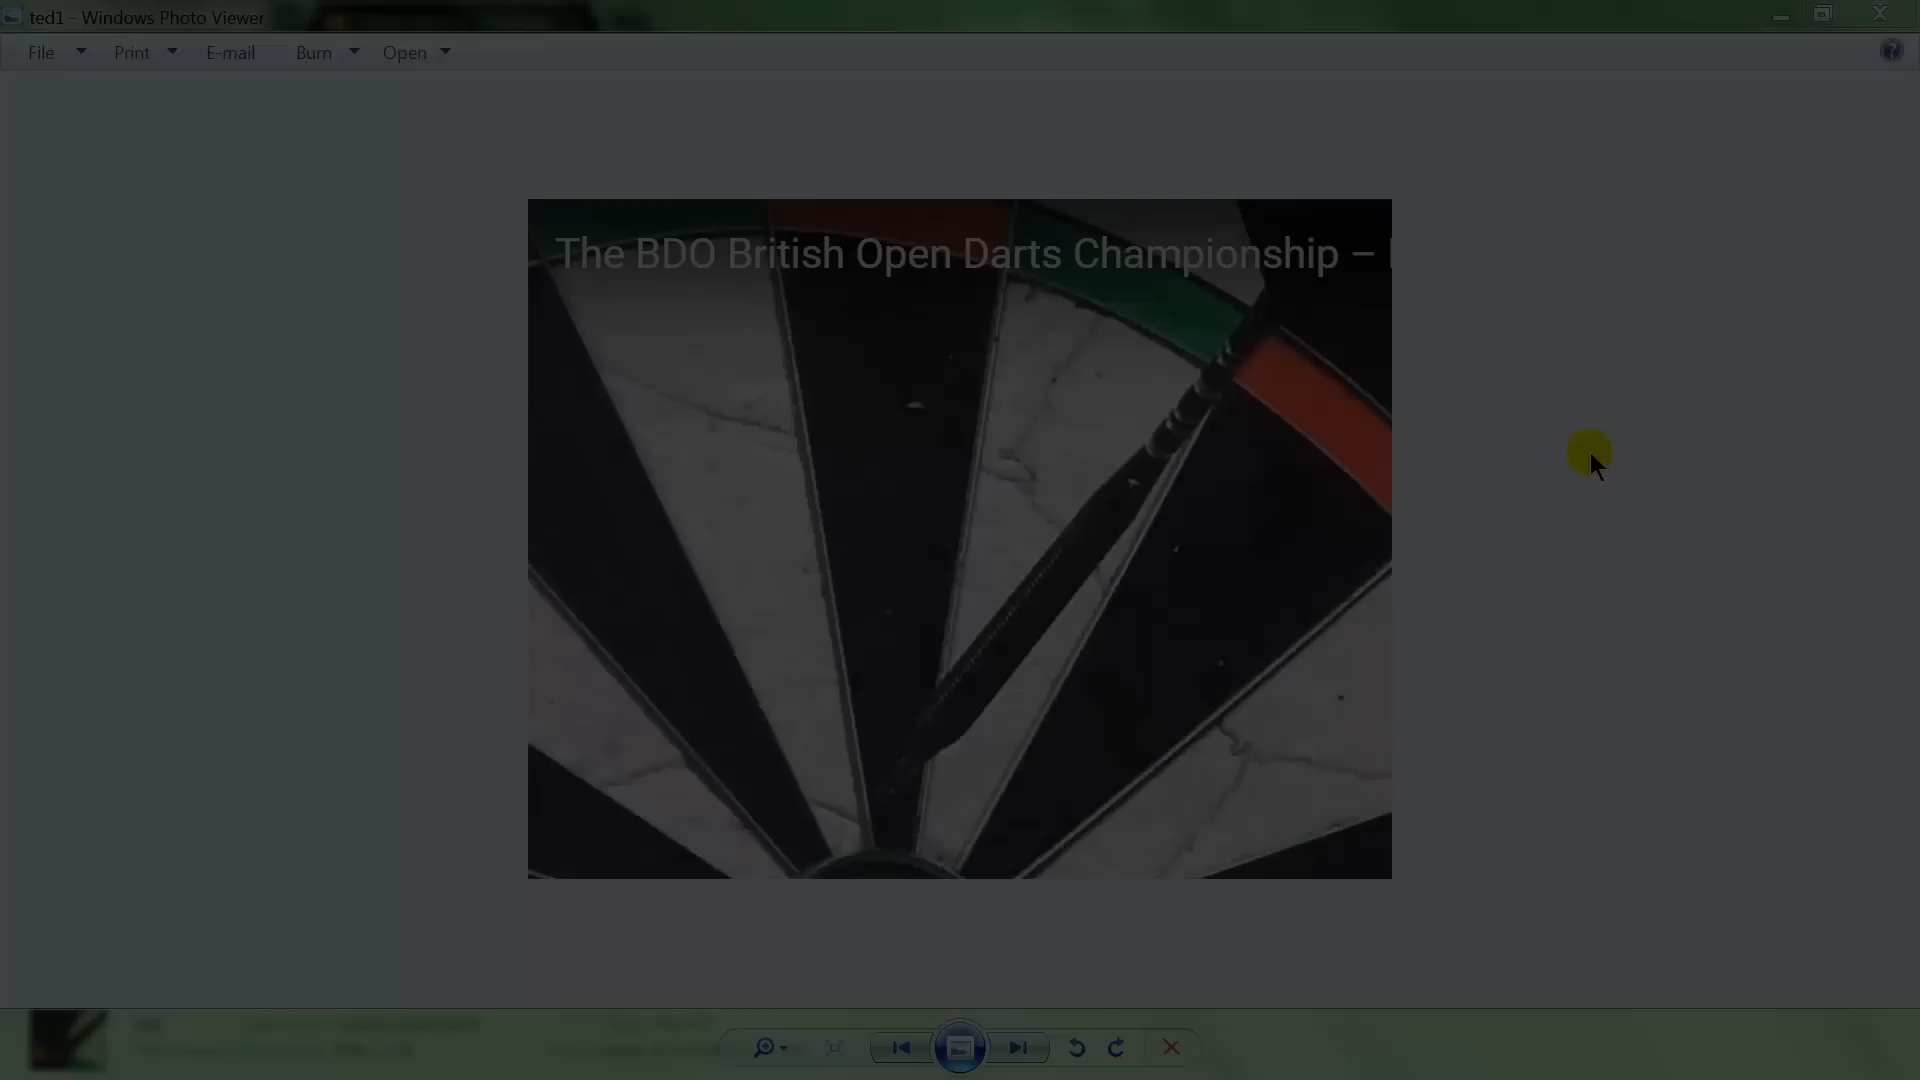 ted1 - Windows Photo Viewer
File Print E-mail Burn Open
The BDO British Open Darts Championship –